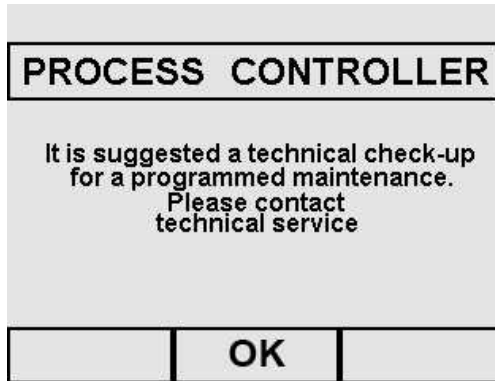 PROCESS CONTROLLER
It is suggested a technical check-up
for a programmed maintenance.
Please contact
technical service
OK